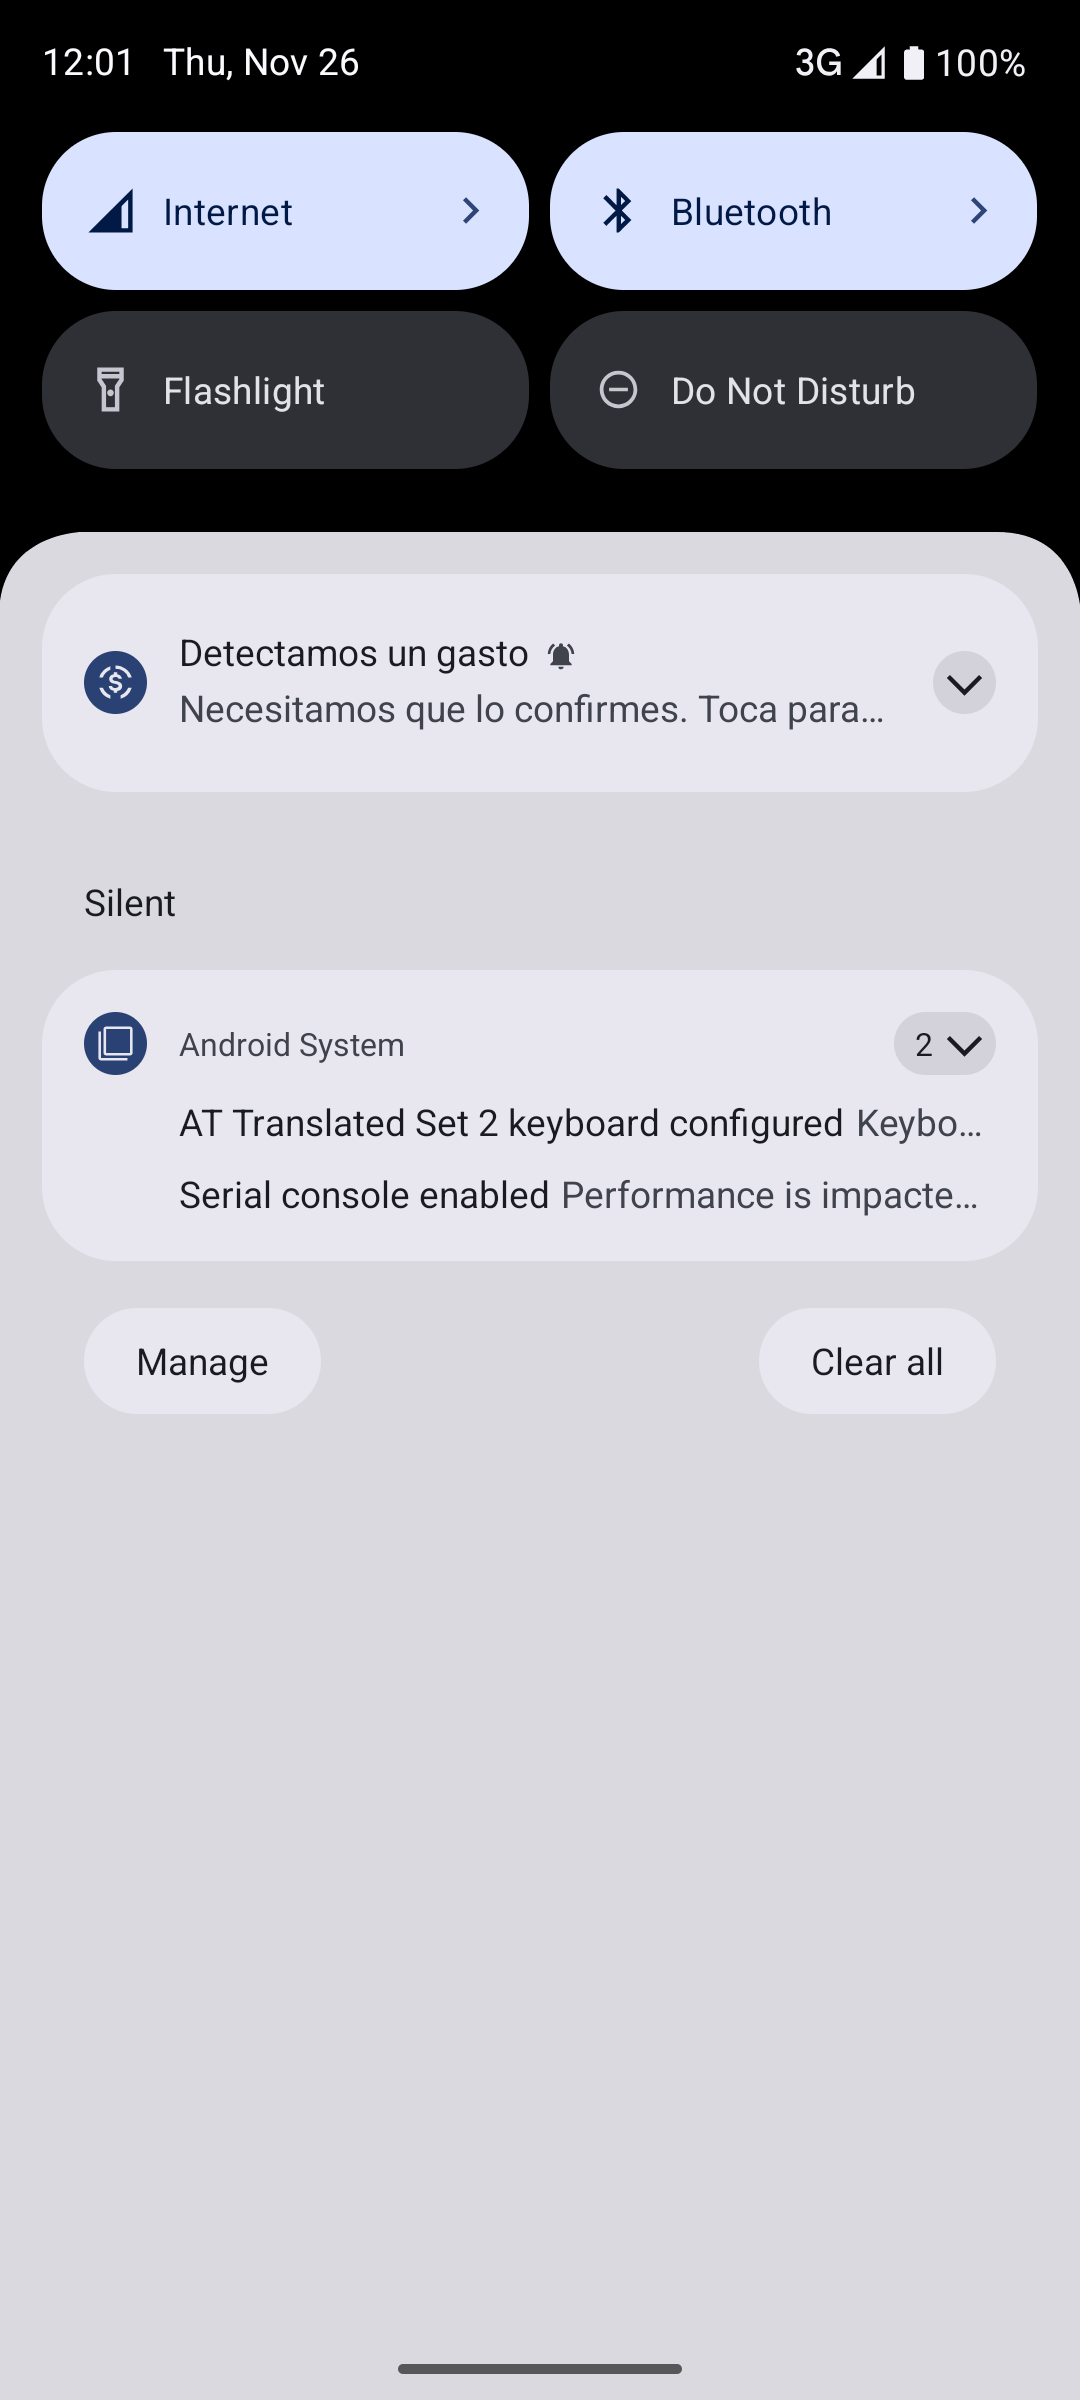 12:01 Thu, Nov 26 3G 100%
Internet
Bluetooth
Flashlight
Do Not Disturb
Detectamos un gasto
Necesitamos que lo confirmes. Toca para…
Silent
Android System 2
AT Translated Set 2 keyboard configured Keybo…
Serial console enabled Performance is impacte…
Manage
Clear all